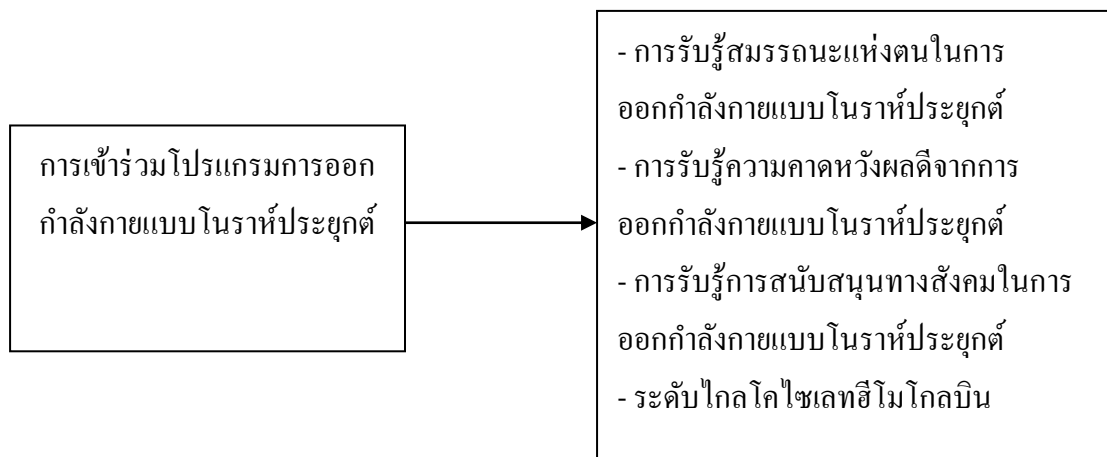 การเข้าร่วมโปรแกรมการออก
กำลังกายแบบโนราห์ประยุกต์
- การรับรู้สมรรถนะแห่งตนในการ
ออกกำลังกายแบบโนราห์ประยุกต์
- การรับรู้ความคาดหวังผลดีจากการ
ออกกำลังกายแบบโนราห์ประยุกต์
- การรับรู้การสนับสนุนทางสังคมในการ
ออกกำลังกายแบบโนราห์ประยุกต์
- ระดับไกลโคไซเลทฮีโมโกลบิน